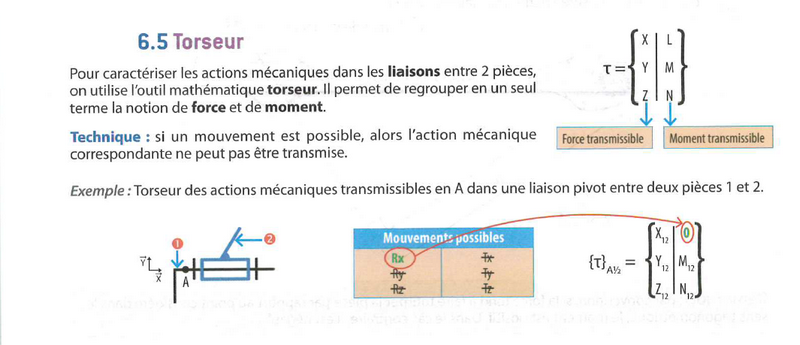 6.5 Torseur
Pour caractériser les actions mécaniques dans les liaisons entre 2 pièces,
on utilise l'outil mathématique torseur. Il permet de regrouper en un seul
terme la notion de force et de moment.
Technique : si un mouvement est possible, alors l'action mécanique
correspondante ne peut pas être transmise.
τ = { X | L
Y | M
Z | N }
Force transmissible Moment transmissible
Exemple : Torseur des actions mécaniques transmissibles en A dans une liaison pivot entre deux pièces 1 et 2.
1 2
Y
X
A
Mouvements possibles
Rx Tx
Ry Ty
Rz Tz
{τ}A½ = { X12 | 0
Y12 | M12
Z12 | N12 }